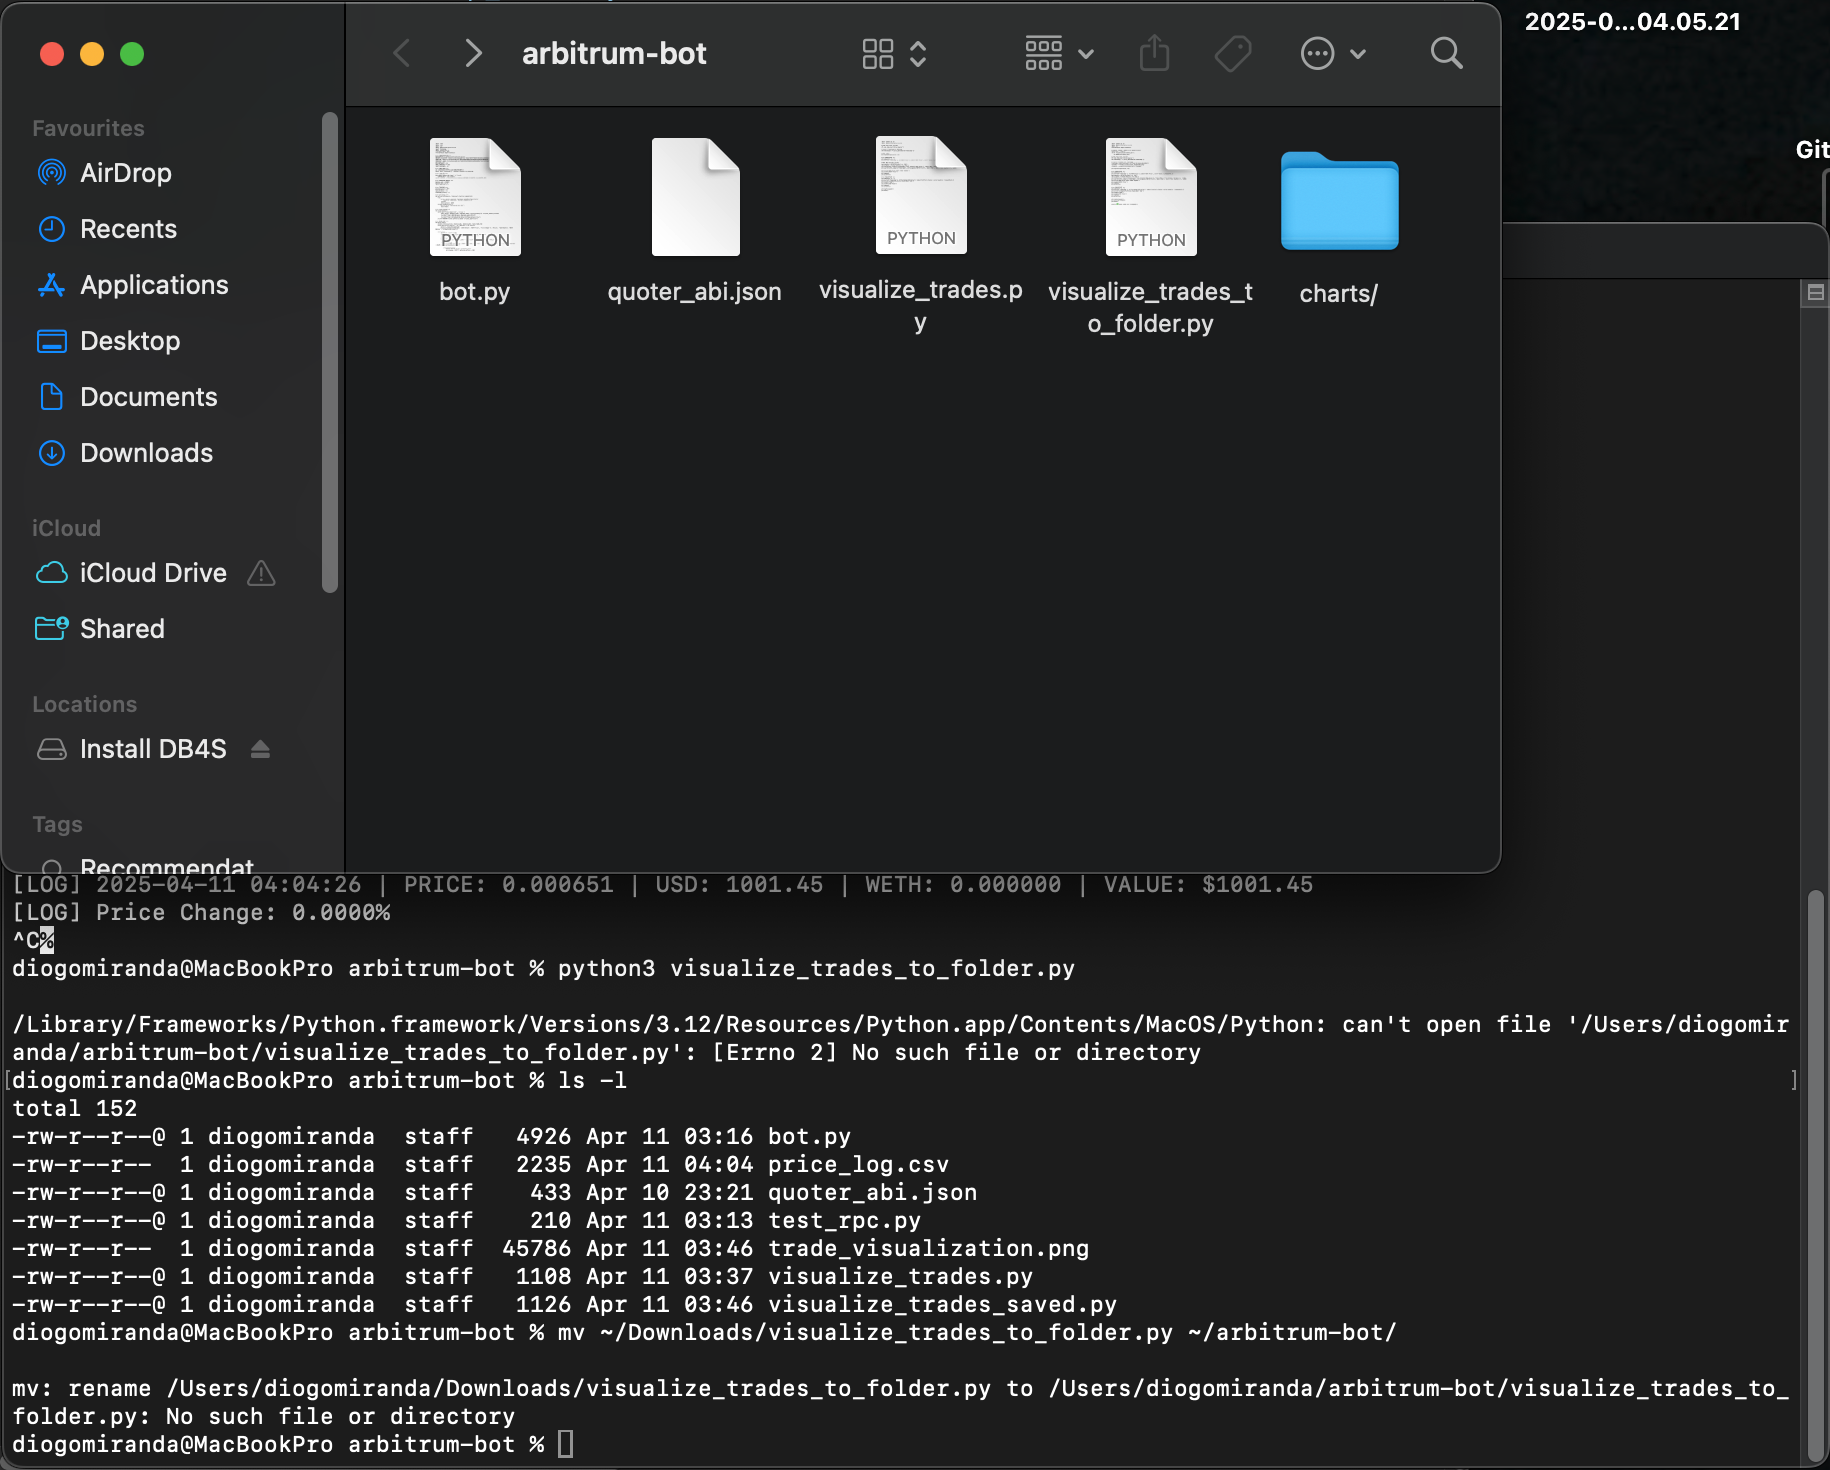 2025-0...04.05.21
arbitrum-bot
Git
Favourites
AirDrop
Recents
Applications
Desktop
Documents
Downloads
iCloud
iCloud Drive
Shared
Locations
Install DB4S
Tags
Recommendat
PYTHON
bot.py
quoter_abi.json
PYTHON
visualize_trades.p
y
PYTHON
visualize_trades_t
o_folder.py
charts/
[LOG] 2025-04-11 04:04:26 | PRICE: 0.000651 | USD: 1001.45 | WETH: 0.000000 | VALUE: $1001.45
[LOG] Price Change: 0.0000%
^C%
diogomiranda@MacBookPro arbitrum-bot % python3 visualize_trades_to_folder.py
/Library/Frameworks/Python.framework/Versions/3.12/Resources/Python.app/Contents/MacOS/Python: can't open file '/Users/diogomir
anda/arbitrum-bot/visualize_trades_to_folder.py': [Errno 2] No such file or directory
[diogomiranda@MacBookPro arbitrum-bot % ls -l ]
total 152
-rw-r--r--@ 1 diogomiranda  staff   4926 Apr 11 03:16 bot.py
-rw-r--r--  1 diogomiranda  staff   2235 Apr 11 04:04 price_log.csv
-rw-r--r--@ 1 diogomiranda  staff    433 Apr 10 23:21 quoter_abi.json
-rw-r--r--@ 1 diogomiranda  staff    210 Apr 11 03:13 test_rpc.py
-rw-r--r--  1 diogomiranda  staff  45786 Apr 11 03:46 trade_visualization.png
-rw-r--r--@ 1 diogomiranda  staff   1108 Apr 11 03:37 visualize_trades.py
-rw-r--r--@ 1 diogomiranda  staff   1126 Apr 11 03:46 visualize_trades_saved.py
diogomiranda@MacBookPro arbitrum-bot % mv ~/Downloads/visualize_trades_to_folder.py ~/arbitrum-bot/
mv: rename /Users/diogomiranda/Downloads/visualize_trades_to_folder.py to /Users/diogomiranda/arbitrum-bot/visualize_trades_to_
folder.py: No such file or directory
diogomiranda@MacBookPro arbitrum-bot %